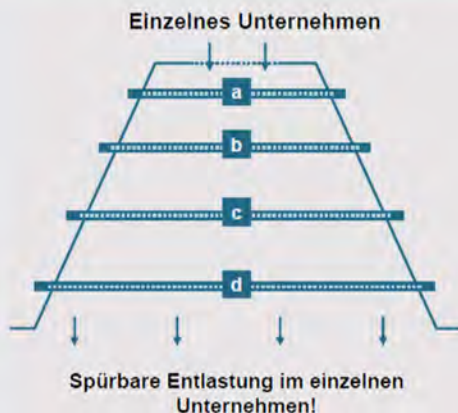 Einzelnes Unternehmen
a
b
c
d
Spürbare Entlastung im einzelnen
Unternehmen!